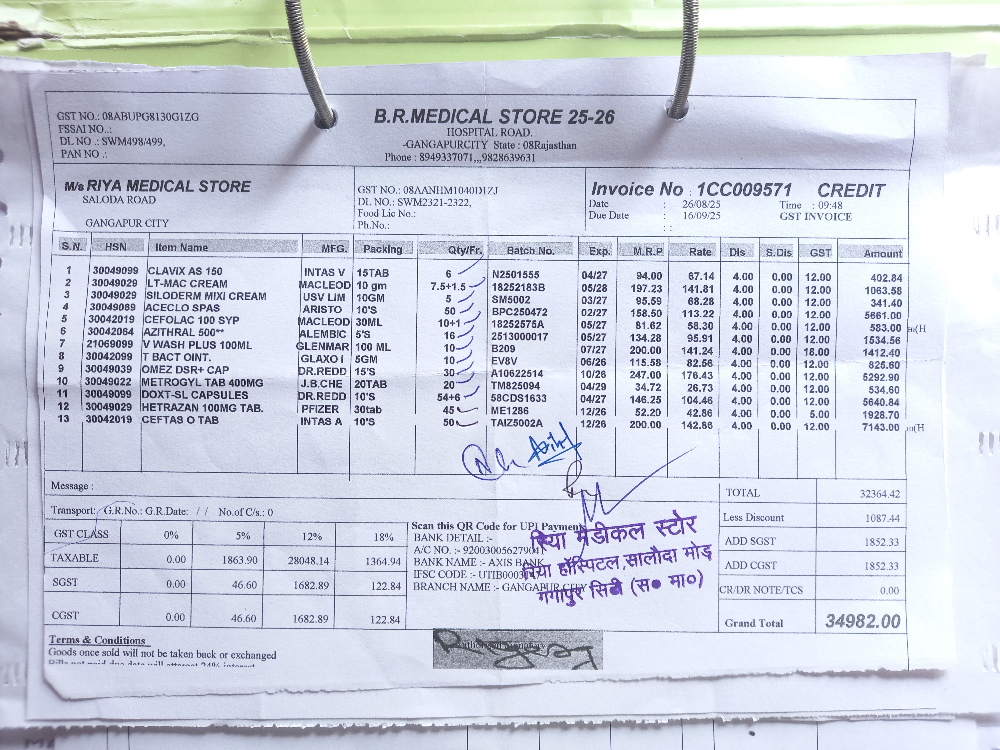 GST NO.: 08ABUPG8130G1ZG
FSSAI NO..:
DL NO .: SWM498/499,
PAN NO .:
B.R.MEDICAL STORE 25-26
HOSPITAL ROAD.
-GANGAPURCITY State : 08Rajasthan
Phone : 8949337071,,,9828639631
M/s RIYA MEDICAL STORE
SALODA ROAD
GANGAPUR CITY
GST NO.: 08AANHM1040D1ZJ
DL NO.: SWM2321-2322,
Food Lic No.:
Ph.No.:
Invoice No : 1CC009571 CREDIT
Date : 26/08/25 Time : 09:48
Due Date : 16/09/25 GST INVOICE
: :
S.N. HSN Item Name MFG. Packing Qty/Fr. Batch No. Exp. M.R.P Rate Dis S.Dis GST Amount
1 30049099 CLAVIX AS 150 INTAS V 15TAB 6 N2501555 04/27 94.00 67.14 4.00 0.00 12.00 402.84
2 30049029 LT-MAC CREAM MACLEOD 10 gm 7.5+1.5 18252183B 05/28 197.23 141.81 4.00 0.00 12.00 1063.58
3 30049029 SILODERM MIXI CREAM USV LIM 10GM 5 SM5002 03/27 95.59 68.28 4.00 0.00 12.00 341.40
4 30049069 ACECLO SPAS ARISTO 10'S 50 BPC250472 02/27 158.50 113.22 4.00 0.00 12.00 5661.00
5 30042019 CEFOLAC 100 SYP MACLEOD 30ML 10+1 18252575A 05/27 81.62 58.30 4.00 0.00 12.00 583.00
6 30042064 AZITHRAL 500** ALEMBIC 5'S 16 2513000017 05/27 134.28 95.91 4.00 0.00 12.00 1534.56
7 21069099 V WASH PLUS 100ML GLENMAR 100 ML 10 B209 07/27 200.00 141.24 4.00 0.00 18.00 1412.40
8 30042099 T BACT OINT. GLAXO I 5GM 10 EV8V 06/26 115.58 82.56 4.00 0.00 12.00 825.60
9 30049039 OMEZ DSR+ CAP DR.REDD 15'S 30 A10622514 10/26 247.00 176.43 4.00 0.00 12.00 5292.90
10 30049022 METROGYL TAB 400MG J.B.CHE 20TAB 20 TM825094 04/29 34.72 26.73 4.00 0.00 12.00 534.60
11 30049099 DOXT-SL CAPSULES DR.REDD 10'S 54+6 58CDS1633 04/27 146.25 104.46 4.00 0.00 12.00 5640.84
12 30049029 HETRAZAN 100MG TAB. PFIZER 30tab 45 ME1286 12/26 52.20 42.86 4.00 0.00 5.00 1928.70
13 30042019 CEFTAS O TAB INTAS A 10'S 50 TAIZ5002A 12/26 200.00 142.86 4.00 0.00 12.00 7143.00
Message :
Transport: G.R.No.: G.R.Date: / / No.of C/s.: 0
GST CLASS 0% 5% 12% 18%
TAXABLE 0.00 1863.90 28048.14 1364.94
SGST 0.00 46.60 1682.89 122.84
CGST 0.00 46.60 1682.89 122.84
Scan this QR Code for UPI Payment
BANK DETAIL :-
A/C NO. :- 92003005627904
BANK NAME :- AXIS BANK
IFSC CODE :- UTIB000
BRANCH NAME :- GANGAPUR CITY
रिया मेडीकल स्टोर
रिया हॉस्पिटल, सालौदा मोड़
गंगापुर सिटी (स० मा०)
TOTAL 32364.42
Less Discount 1087.44
ADD SGST 1852.33
ADD CGST 1852.33
CR/DR NOTE/TCS 0.00
Grand Total 34982.00
Terms & Conditions
Goods once sold will not be taken back or exchanged
Bills not paid due date will attract 24% interest